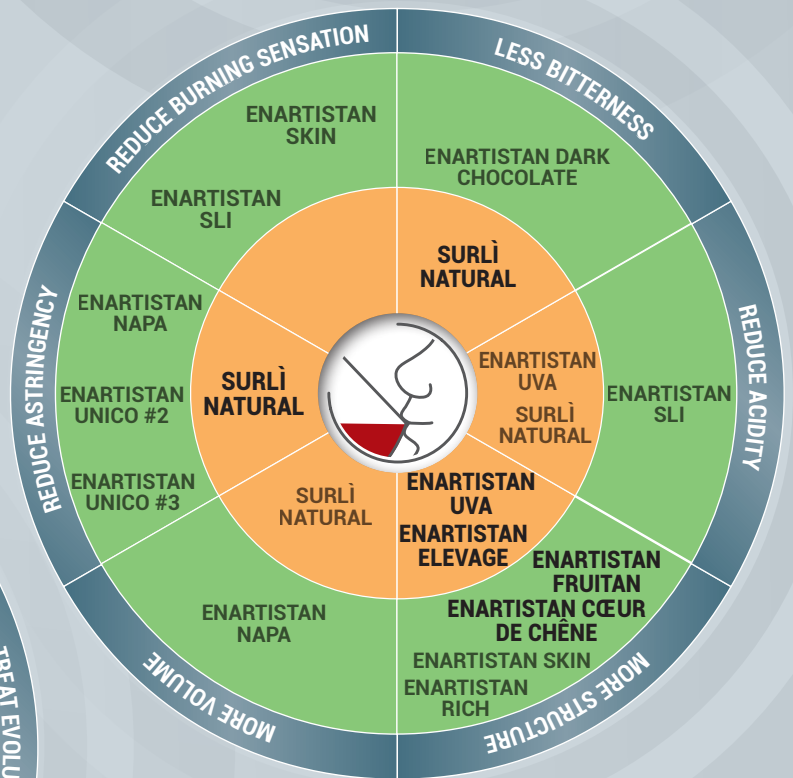 REDUCE BURNING SENSATION
ENARTISTAN
SKIN
ENARTISTAN
SLI
LESS BITTERNESS
ENARTISTAN DARK
CHOCOLATE
SURLÌ
NATURAL
REDUCE ACIDITY
ENARTISTAN
SLI
ENARTISTAN
UVA
SURLÌ
NATURAL
MORE STRUCTURE
ENARTISTAN
UVA
ENARTISTAN
ELEVAGE
ENARTISTAN
FRUITAN
ENARTISTAN CŒUR
DE CHÊNE
ENARTISTAN SKIN
ENARTISTAN
RICH
MORE VOLUME
SURLÌ
NATURAL
ENARTISTAN
NAPA
REDUCE ASTRINGENCY
ENARTISTAN
NAPA
ENARTISTAN
UNICO #2
ENARTISTAN
UNICO #3
SURLÌ
NATURAL
TREAT